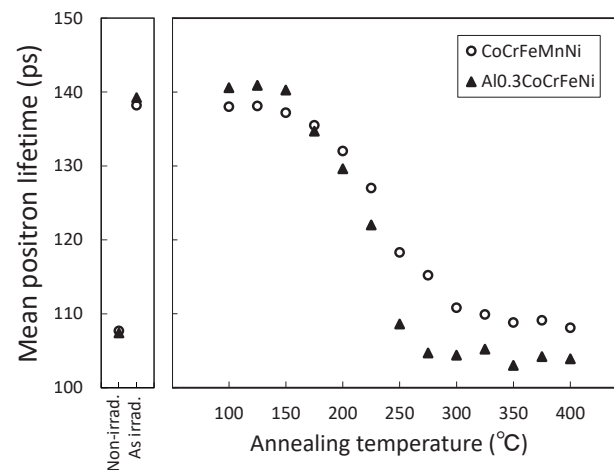 Mean positron lifetime (ps)
150
140
130
120
110
100
CoCrFeMnNi
Al0.3CoCrFeNi
Non-irrad.
As irrad.
100 150 200 250 300 350 400
Annealing temperature (℃)